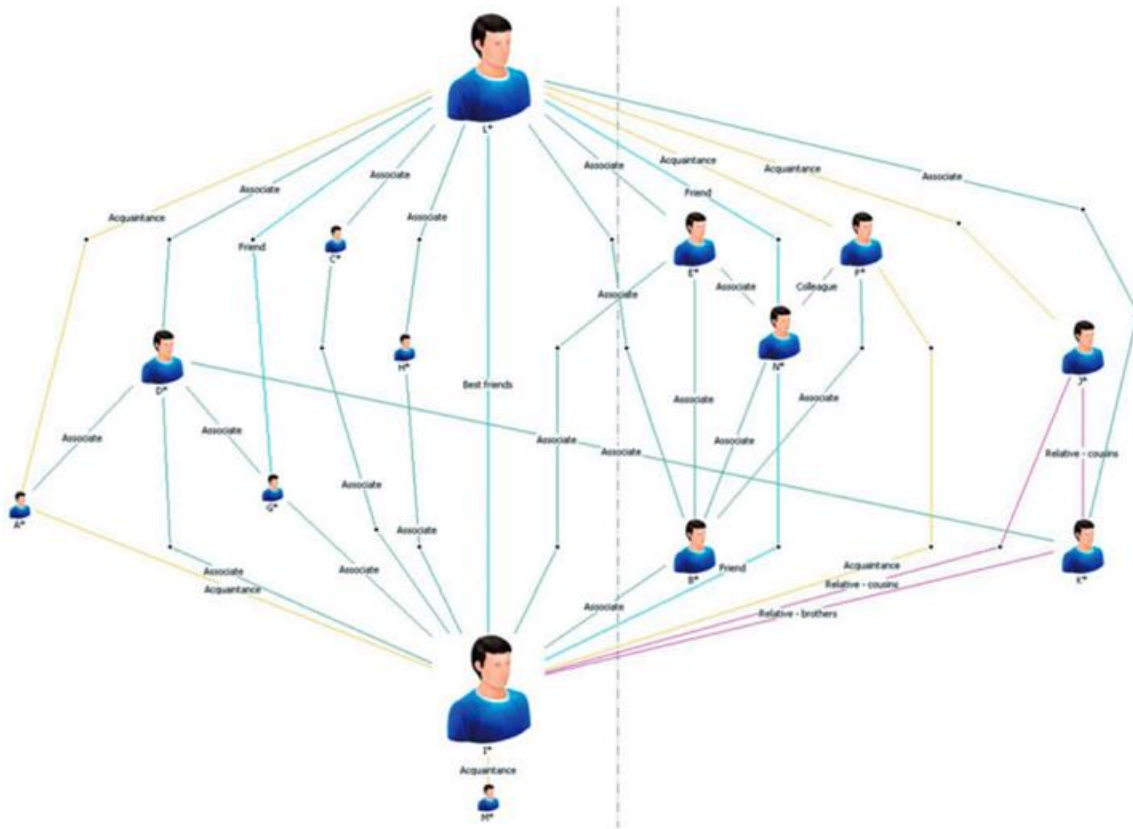 L*
Associate
Acquaintance
Associate
Acquaintance
Associate
Associate
Associate
Friend
Acquaintance
Associate
Friend
C*
E*
P*
Associate
Colleague
Associate
H*
N*
J*
D*
Best friends
Associate
Associate
Associate
Associate
Associate
Associate
Associate
Relative - cousins
Associate
G*
A*
Associate
Associate
Acquaintance
Associate
Associate
B*
Friend
K*
Relative - cousins
Acquaintance
Associate
Relative - brothers
I*
Acquaintance
M*